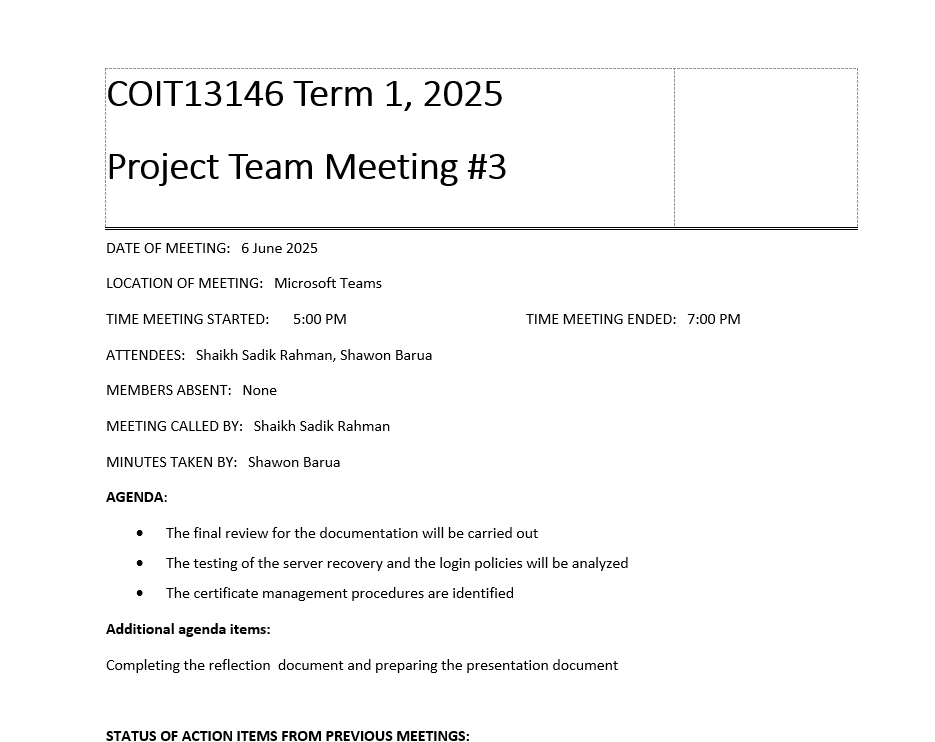 COIT13146 Term 1, 2025
Project Team Meeting #3
DATE OF MEETING: 6 June 2025
LOCATION OF MEETING: Microsoft Teams
TIME MEETING STARTED: 5:00 PM TIME MEETING ENDED: 7:00 PM
ATTENDEES: Shaikh Sadik Rahman, Shawon Barua
MEMBERS ABSENT: None
MEETING CALLED BY: Shaikh Sadik Rahman
MINUTES TAKEN BY: Shawon Barua
AGENDA:
• The final review for the documentation will be carried out
• The testing of the server recovery and the login policies will be analyzed
• The certificate management procedures are identified
Additional agenda items:
Completing the reflection document and preparing the presentation document
STATUS OF ACTION ITEMS FROM PREVIOUS MEETINGS: